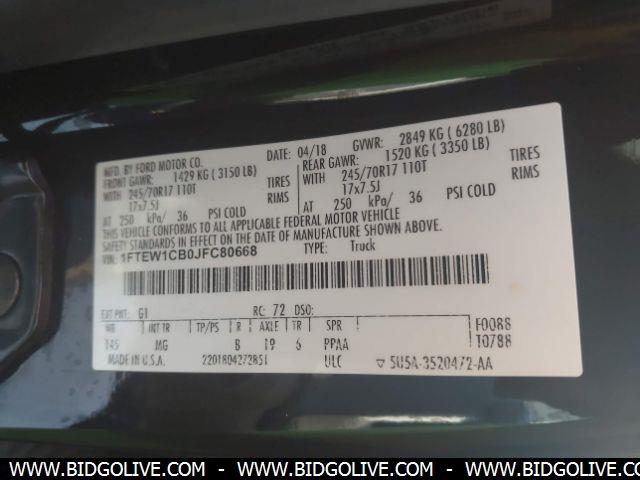 MFD. BY FORD MOTOR CO.
DATE: 04/18 GVWR: 2849 KG ( 6280 LB)
FRONT GAWR: 1429 KG ( 3150 LB)
REAR GAWR: 1520 KG ( 3350 LB)
WITH 245/70R17 110T TIRES
WITH 245/70R17 110T TIRES
17x7.5J RIMS
17x7.5J RIMS
AT 250 kPa/ 36 PSI COLD
AT 250 kPa/ 36 PSI COLD
THIS VEHICLE CONFORMS TO ALL APPLICABLE FEDERAL MOTOR VEHICLE
SAFETY STANDARDS IN EFFECT ON THE DATE OF MANUFACTURE SHOWN ABOVE.
VIN: 1FTEW1CB0JFC80668
TYPE: Truck
EXT PNT: G1 RC: 72 DSO:
WB INT TR TP/PS R AXLE TR SPR F0088
145 MG B 19 6 PPAA T0788
MADE IN U.S.A. 2201804272851 ULC ▽ 5U5A-3520472-AA
WWW.BIDGOLIVE.COM - WWW.BIDGOLIVE.COM - WWW.BIDGOLIVE.COM